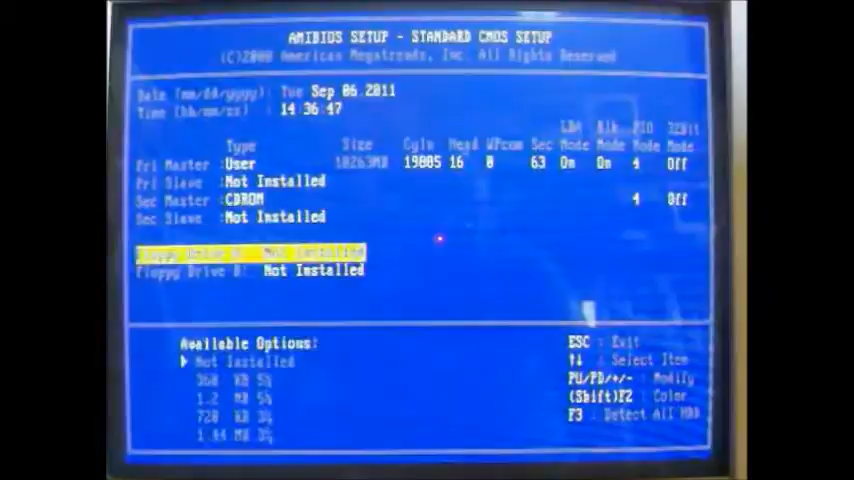 AMIBIOS SETUP - STANDARD CMOS SETUP
(C)2000 American Megatrends, Inc. All Rights Reserved
Date (mm/dd/yyyy): Tue Sep 06,2011
Time (hh/mm/ss) : 14:36:47
LBA Blk PIO 32Bit
Type Size Cyln Head WPcom Sec Mode Mode Mode Mode
Pri Master :User 10263MB 19885 16 0 63 On On 4 Off
Pri Slave :Not Installed
Sec Master :CDROM 4 Off
Sec Slave :Not Installed
Floppy Drive A: Not Installed
Floppy Drive B: Not Installed
Available Options:
Not Installed
360 KB 5¼
1.2 MB 5¼
720 KB 3½
1.44 MB 3½
ESC : Exit
↑↓ : Select Item
PU/PD/+/- : Modify
(Shift)F2 : Color
F3 : Detect All HDD